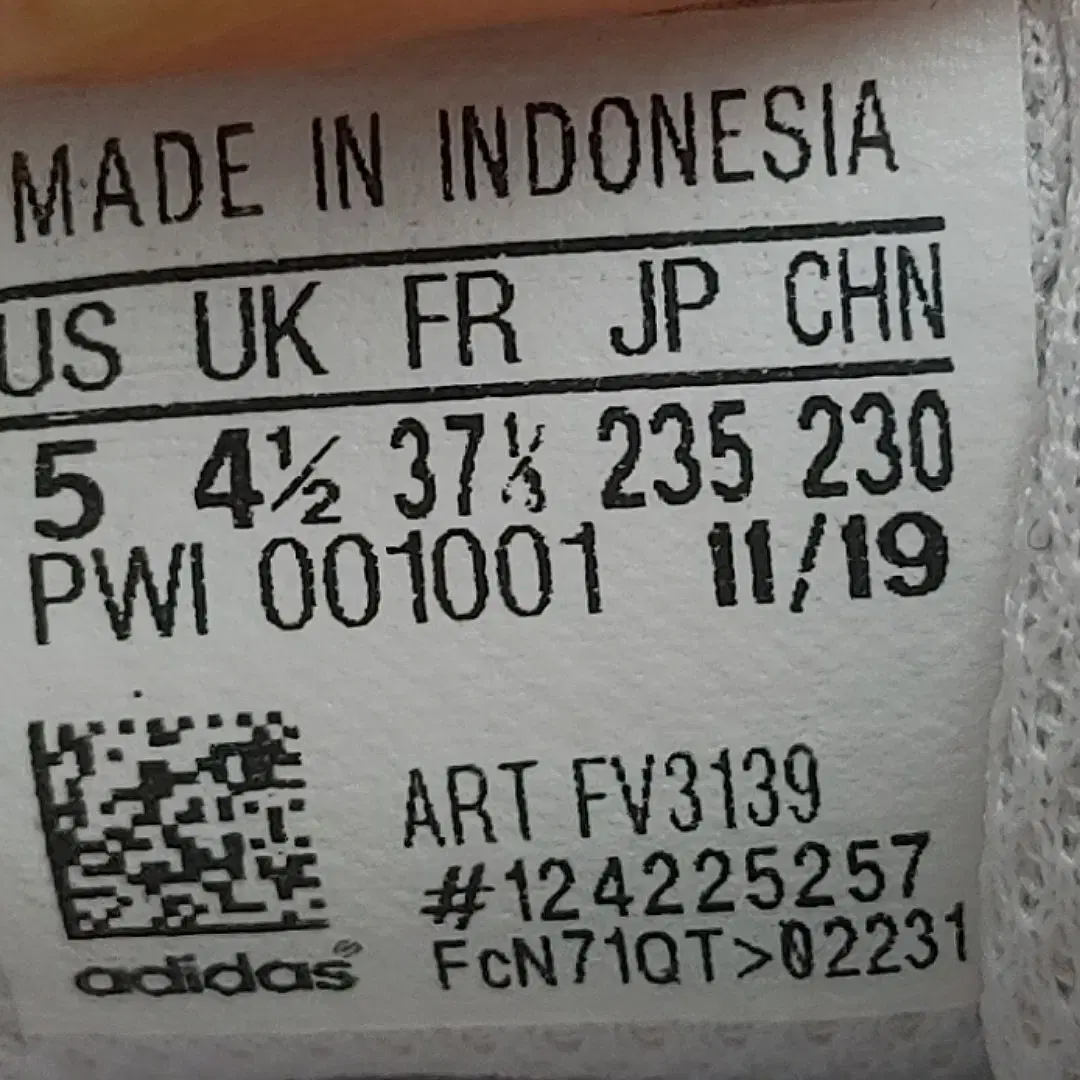 MADE IN INDONESIA
US UK FR JP CHN
5 4½ 37⅓ 235 230
PWI 001001 11/19
ART FV3139
#124225257
FcN71QT>02231
adidas